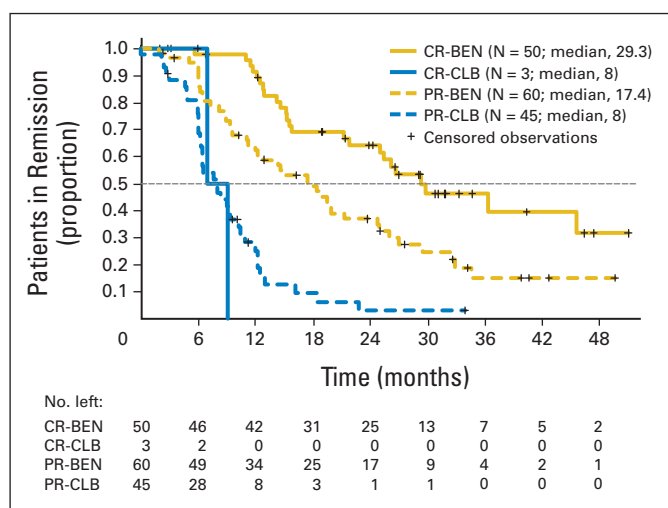 1.0
0.9
0.8
0.7
0.6
0.5
0.4
0.3
0.2
0.1
Patients in Remission
(proportion)
CR-BEN (N = 50; median, 29.3)
CR-CLB (N = 3; median, 8)
PR-BEN (N = 60; median, 17.4)
PR-CLB (N = 45; median, 8)
+ Censored observations
0 6 12 18 24 30 36 42 48
Time (months)
No. left:
CR-BEN 50 46 42 31 25 13 7 5 2
CR-CLB 3 2 0 0 0 0 0 0 0
PR-BEN 60 49 34 25 17 9 4 2 1
PR-CLB 45 28 8 3 1 1 0 0 0